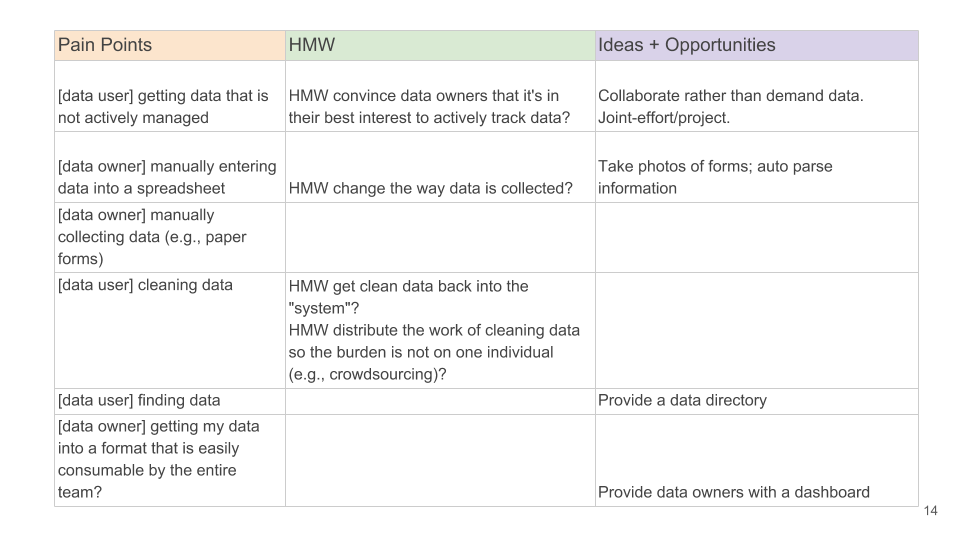 Pain Points
HMW
Ideas + Opportunities
[data user] getting data that is
not actively managed
HMW convince data owners that it's in
their best interest to actively track data?
Collaborate rather than demand data.
Joint-effort/project.
[data owner] manually entering
data into a spreadsheet
HMW change the way data is collected?
Take photos of forms; auto parse
information
[data owner] manually
collecting data (e.g., paper
forms)
[data user] cleaning data
HMW get clean data back into the
"system"?
HMW distribute the work of cleaning data
so the burden is not on one individual
(e.g., crowdsourcing)?
[data user] finding data
Provide a data directory
[data owner] getting my data
into a format that is easily
consumable by the entire
team?
Provide data owners with a dashboard
14